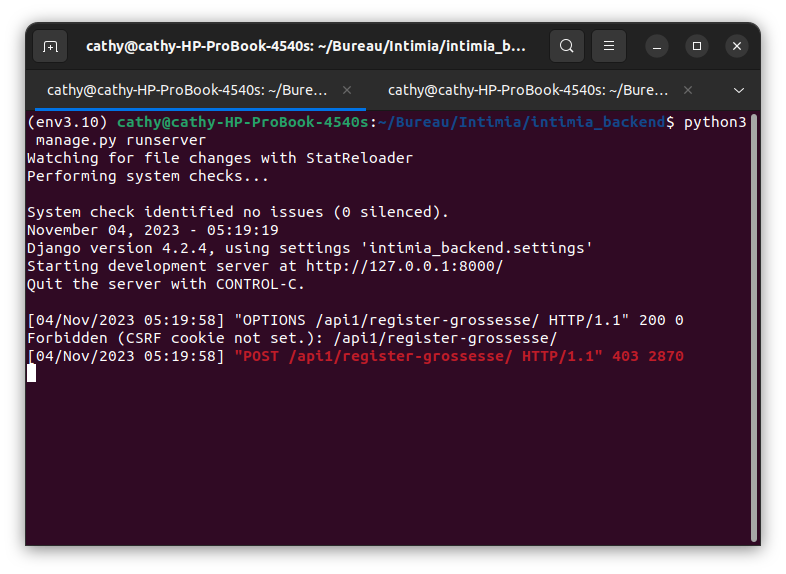 cathy@cathy-HP-ProBook-4540s: ~/Bureau/Intimia/intimia_b...
cathy@cathy-HP-ProBook-4540s: ~/Bure... cathy@cathy-HP-ProBook-4540s: ~/Bure...
(env3.10) cathy@cathy-HP-ProBook-4540s:~/Bureau/Intimia/intimia_backend$ python3
manage.py runserver
Watching for file changes with StatReloader
Performing system checks...
System check identified no issues (0 silenced).
November 04, 2023 - 05:19:19
Django version 4.2.4, using settings 'intimia_backend.settings'
Starting development server at http://127.0.0.1:8000/
Quit the server with CONTROL-C.
[04/Nov/2023 05:19:58] "OPTIONS /api1/register-grossesse/ HTTP/1.1" 200 0
Forbidden (CSRF cookie not set.): /api1/register-grossesse/
[04/Nov/2023 05:19:58] "POST /api1/register-grossesse/ HTTP/1.1" 403 2870